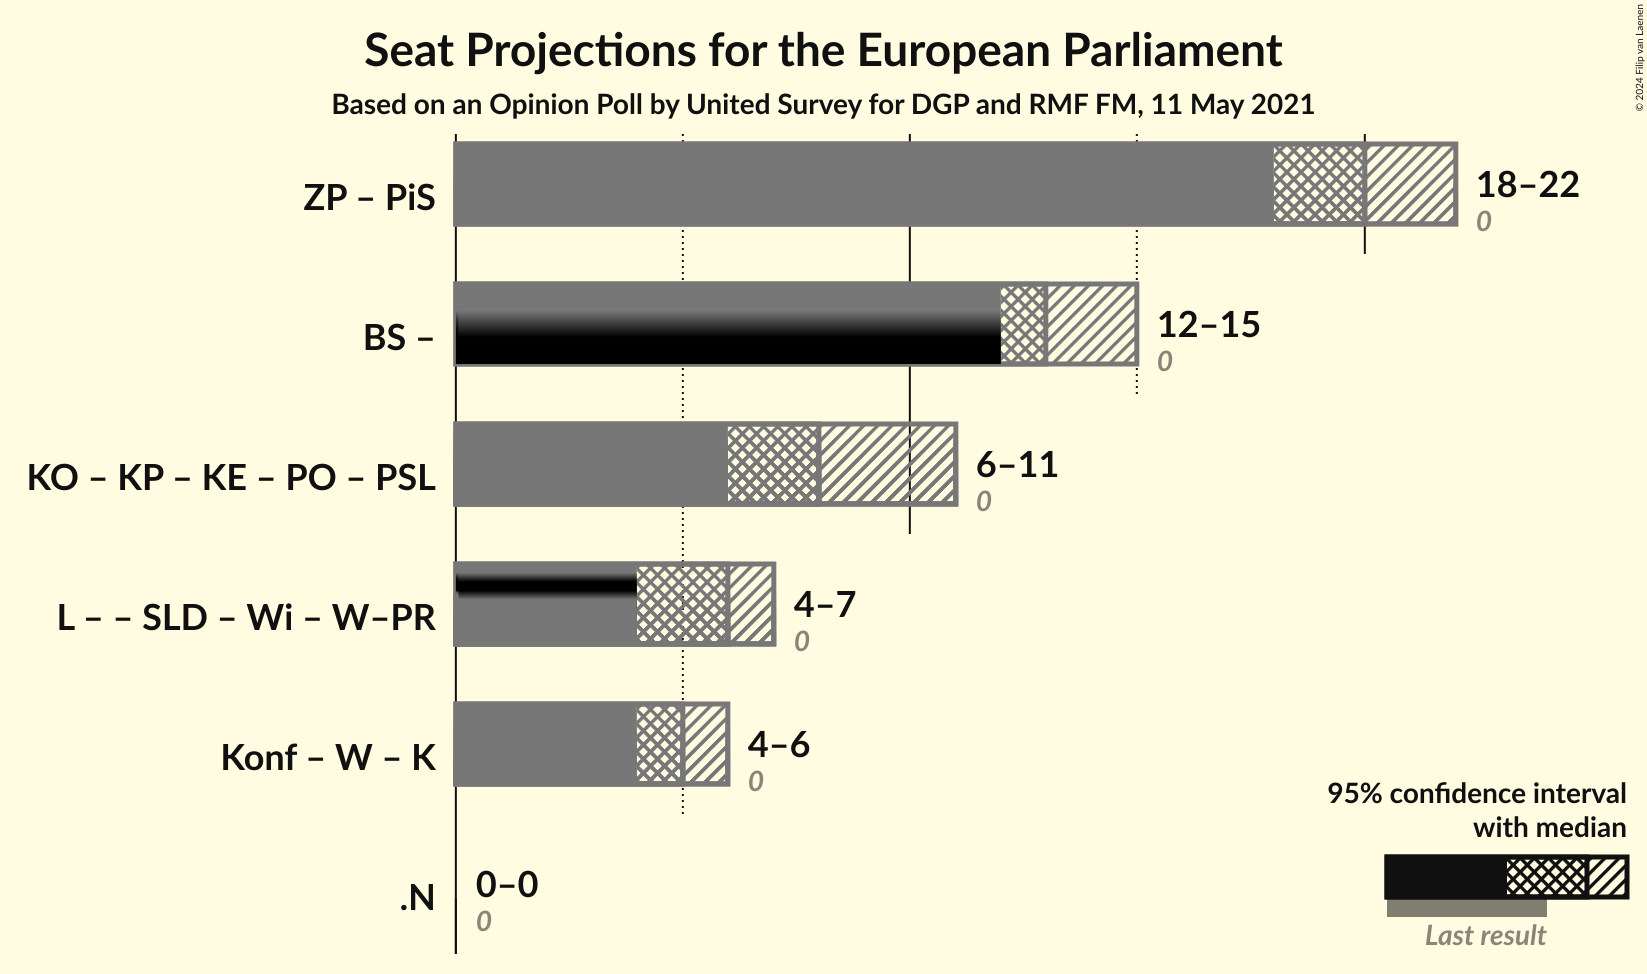 Seat Projections for the European Parliament
Based on an Opinion Poll by United Survey for DGP and RMF FM, 11 May 2021
© 2024 Filip van Laenen
ZP – PiS
18–22
0
BS –
12–15
0
KO – KP – KE – PO – PSL
6–11
0
L – – SLD – Wi – W–PR
4–7
0
Konf – W – K
4–6
0
.N
0–0
0
95% confidence interval
with median
Last result